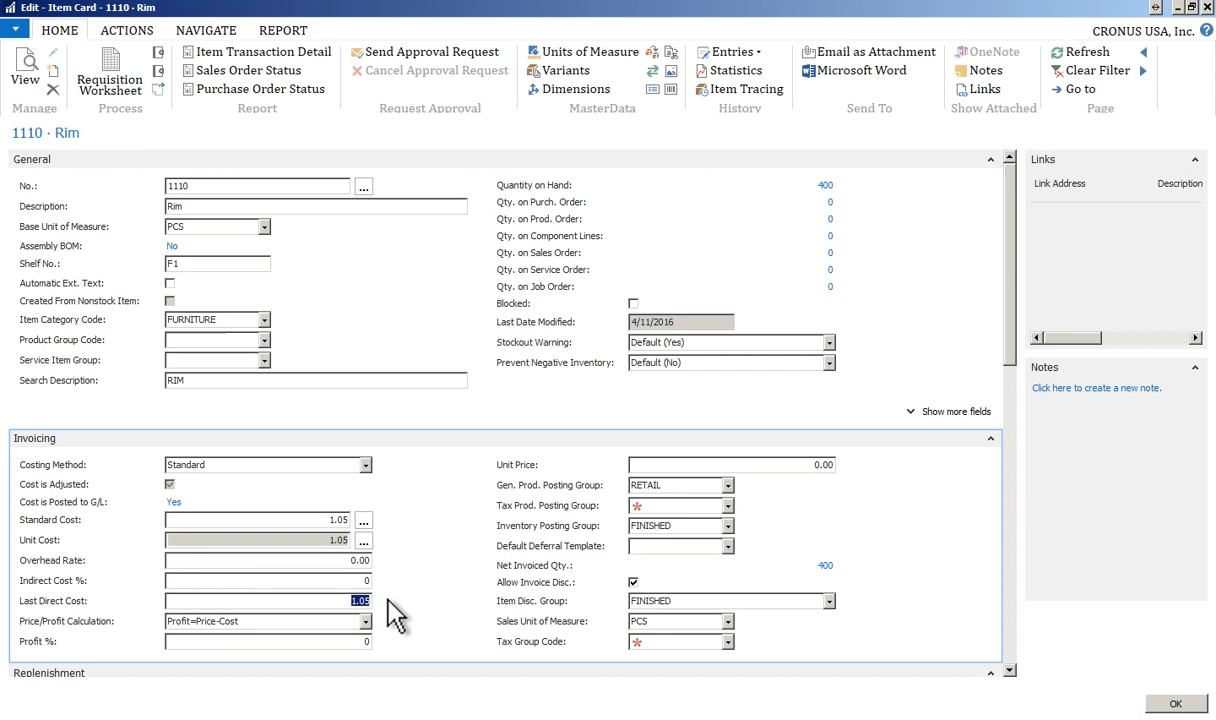 Edit - Item Card - 1110 · Rim
HOME ACTIONS NAVIGATE REPORT
CRONUS USA, Inc. ?
View
Requisition
Worksheet
Item Transaction Detail
Sales Order Status
Purchase Order Status
Send Approval Request
Cancel Approval Request
Units of Measure
Variants
Dimensions
Entries
Statistics
Item Tracing
Email as Attachment
Microsoft Word
OneNote
Notes
Links
Refresh
Clear Filter
Go to
Manage Process Report Request Approval MasterData History Send To Show Attached Page
1110 · Rim
General
No.: 1110 ...
Description: Rim
Base Unit of Measure: PCS
Assembly BOM: No
Shelf No.: F1
Automatic Ext. Text:
Created From Nonstock Item:
Item Category Code: FURNITURE
Product Group Code:
Service Item Group:
Search Description: RIM
Quantity on Hand: 400
Qty. on Purch. Order: 0
Qty. on Prod. Order: 0
Qty. on Component Lines: 0
Qty. on Sales Order: 0
Qty. on Service Order: 0
Qty. on Job Order: 0
Blocked:
Last Date Modified: 4/11/2016
Stockout Warning: Default (Yes)
Prevent Negative Inventory: Default (No)
Show more fields
Invoicing
Costing Method: Standard
Cost is Adjusted:
Cost is Posted to G/L: Yes
Standard Cost: 1.05 ...
Unit Cost: 1.05 ...
Overhead Rate: 0.00
Indirect Cost %: 0
Last Direct Cost: 1.05
Price/Profit Calculation: Profit=Price-Cost
Profit %: 0
Unit Price: 0.00
Gen. Prod. Posting Group: RETAIL
Tax Prod. Posting Group: *
Inventory Posting Group: FINISHED
Default Deferral Template:
Net Invoiced Qty.: 400
Allow Invoice Disc.:
Item Disc. Group: FINISHED
Sales Unit of Measure: PCS
Tax Group Code: *
Replenishment
Links
Link Address Description
Notes
Click here to create a new note.
OK